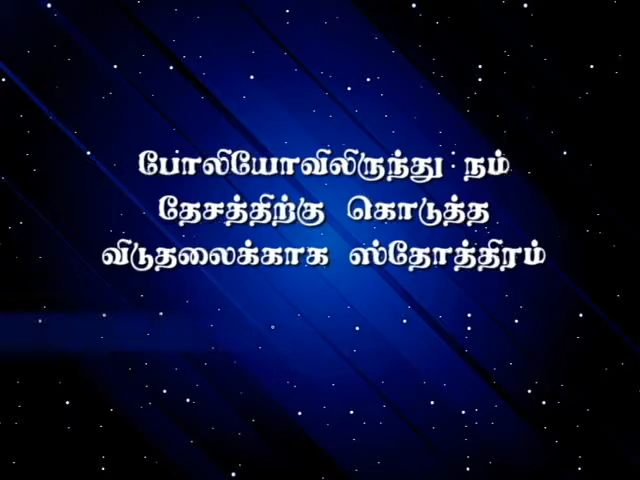 போலியோவிலிருந்து நம்
தேசத்திற்கு கொடுத்த
விடுதலைக்காக ஸ்தோத்திரம்